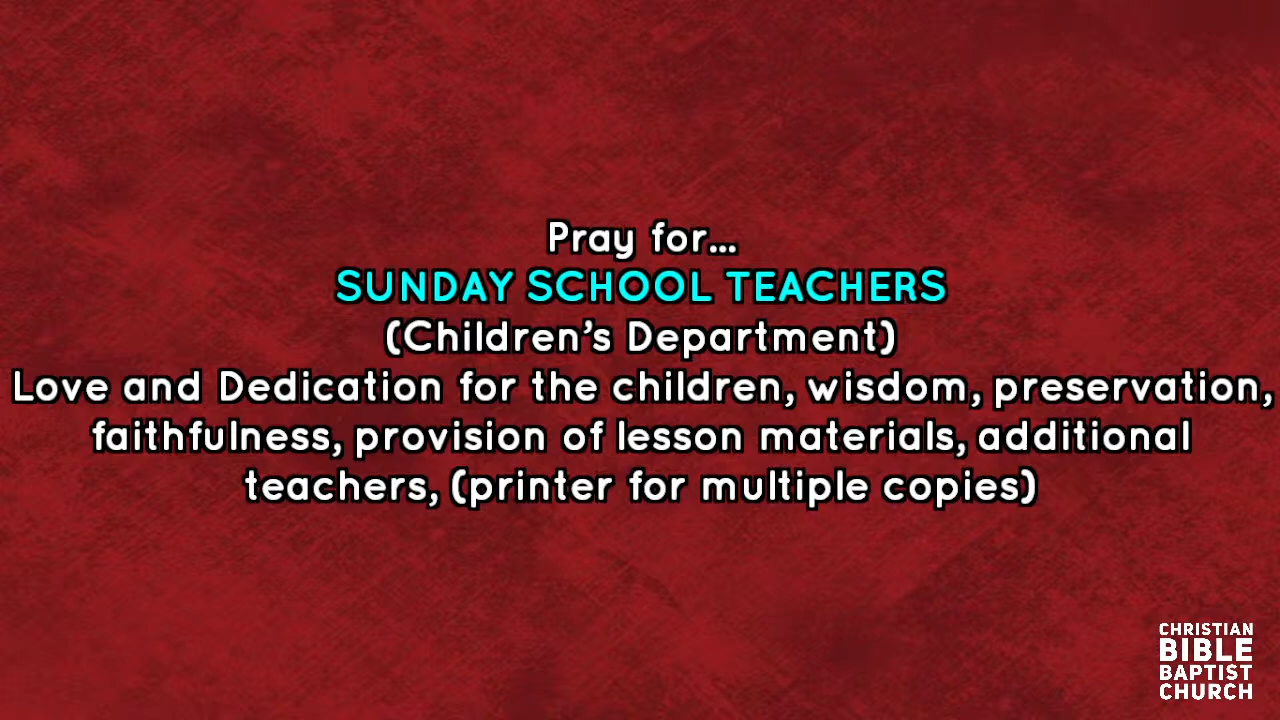 Pray for...
SUNDAY SCHOOL TEACHERS
(Children's Department)
Love and Dedication for the children, wisdom, preservation,
faithfulness, provision of lesson materials, additional
teachers, (printer for multiple copies)
CHRISTIAN
BIBLE
BAPTIST
CHURCH